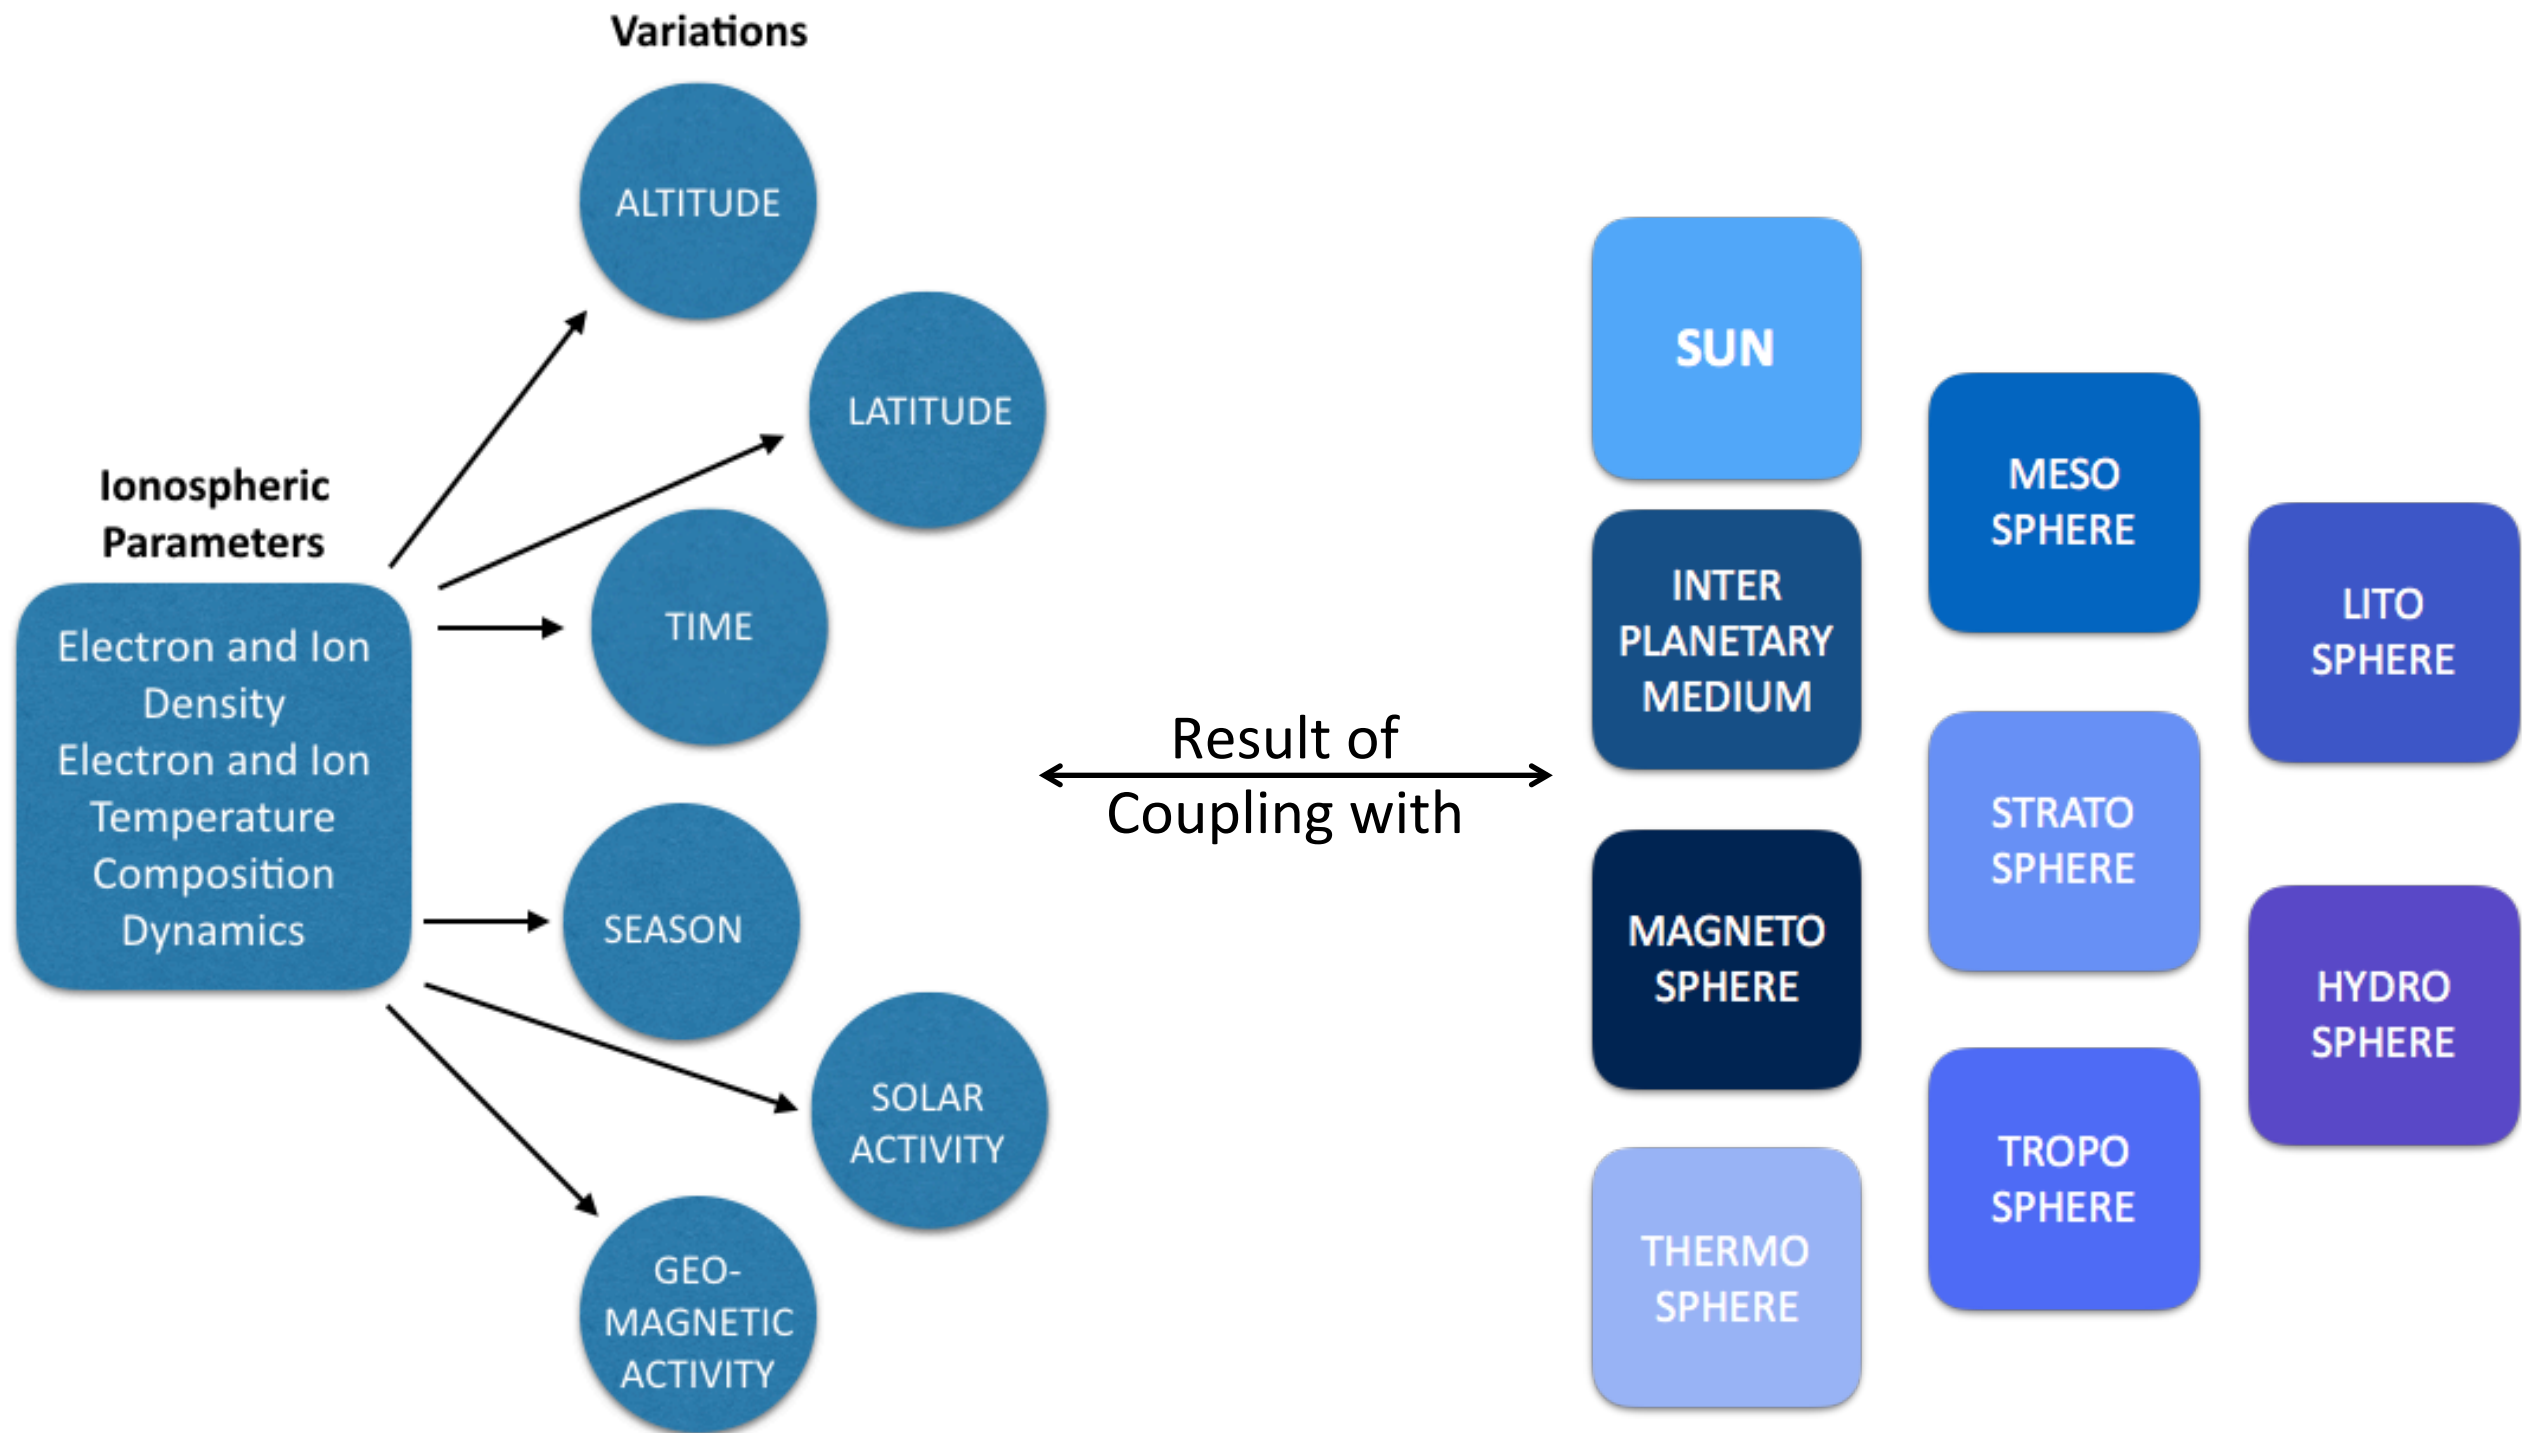 Variations
ALTITUDE
LATITUDE
TIME
SEASON
SOLAR
ACTIVITY
GEO-
MAGNETIC
ACTIVITY
Ionospheric
Parameters
Electron and Ion
Density
Electron and Ion
Temperature
Composition
Dynamics
Result of
Coupling with
SUN
INTER
PLANETARY
MEDIUM
MAGNETO
SPHERE
THERMO
SPHERE
MESO
SPHERE
STRATO
SPHERE
TROPO
SPHERE
LITO
SPHERE
HYDRO
SPHERE